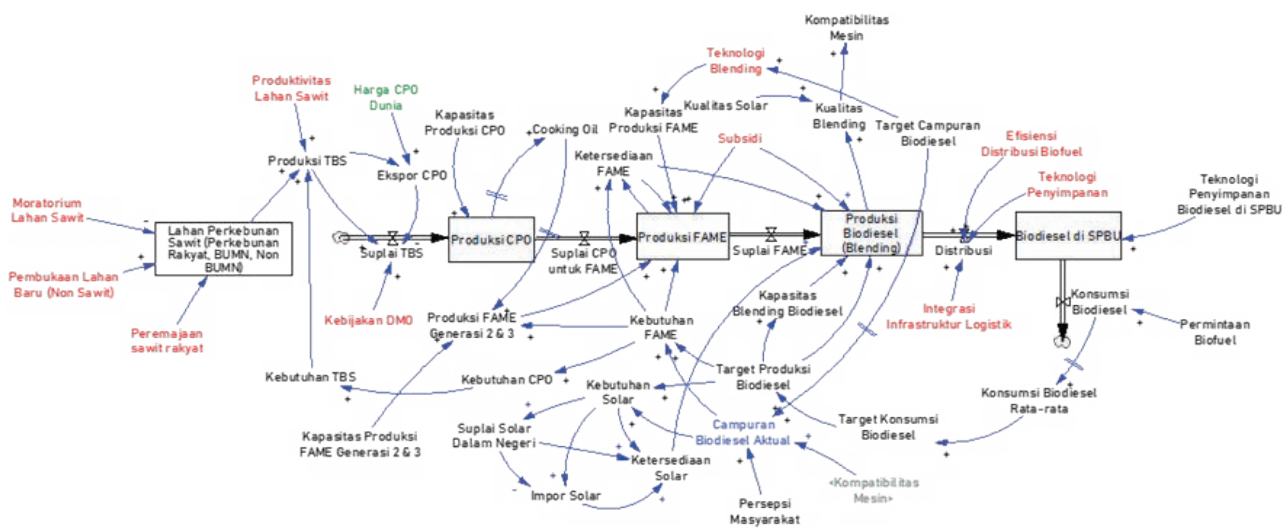 Kompatibilitas
Mesin
Teknologi
Blending
Produktivitas
Lahan Sawit
Harga CPO
Dunia
Kapasitas
Produksi CPO
Cooking Oil
Kapasitas
Produksi FAME
Kualitas Solar
Kualitas
Blending
Target Campuran
Biodiesel
Efisiensi
Distribusi Biofuel
Produksi TBS
Ekspor CPO
Ketersediaan
FAME
Subsidi
Teknologi
Penyimpanan
Teknologi
Penyimpanan
Biodiesel di SPBU
Moratorium
Lahan Sawit
Lahan Perkebunan
Sawit (Perkebunan
Rakyat, BUMN, Non
BUMN)
Suplai TBS
Produksi CPO
Suplai CPO
untuk FAME
Produksi FAME
Suplai FAME
Produksi
Biodiesel
(Blending)
Distribusi
Biodiesel di SPBU
Pembukaan Lahan
Baru (Non Sawit)
Peremajaan
sawit rakyat
Kebijakan DMO
Produksi FAME
Generasi 2 & 3
Kebutuhan
FAME
Kapasitas
Blending Biodiesel
Integrasi
Infrastruktur Logistik
Konsumsi
Biodiesel
Permintaan
Biofuel
Kebutuhan TBS
Kebutuhan CPO
Kebutuhan
Solar
Target Produksi
Biodiesel
Konsumsi Biodiesel
Rata-rata
Kapasitas Produksi
FAME Generasi 2 & 3
Suplai Solar
Dalam Negeri
Campuran
Biodiesel Aktual
Target Konsumsi
Biodiesel
Ketersediaan
Solar
Impor Solar
Persepsi
Masyarakat
<Kompatibilitas
Mesin>